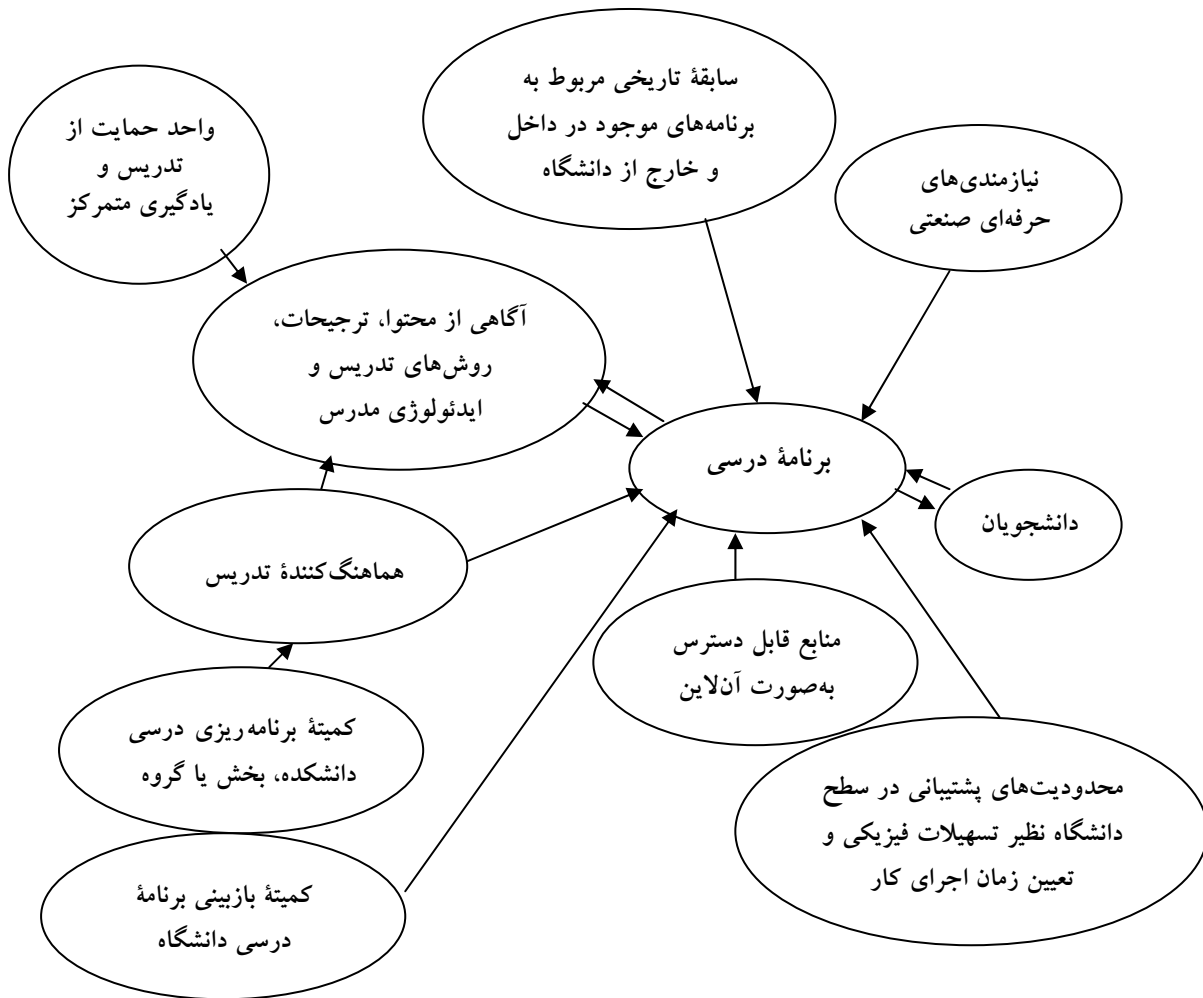 سابقهٔ تاریخی مربوط به
برنامه‌های موجود در داخل
و خارج از دانشگاه
واحد حمایت از
تدریس و
یادگیری متمرکز
نیازمندی‌های
حرفه‌ای صنعتی
آگاهی از محتوا، ترجیحات،
روش‌های تدریس و
ایدئولوژی مدرس
برنامهٔ درسی
دانشجویان
هماهنگ‌کنندهٔ تدریس
منابع قابل دسترس
به‌صورت آن‌لاین
کمیتهٔ برنامه‌ریزی درسی
دانشکده، بخش یا گروه
محدودیت‌های پشتیبانی در سطح
دانشگاه نظیر تسهیلات فیزیکی و
تعیین زمان اجرای کار
کمیتهٔ بازبینی برنامهٔ
درسی دانشگاه